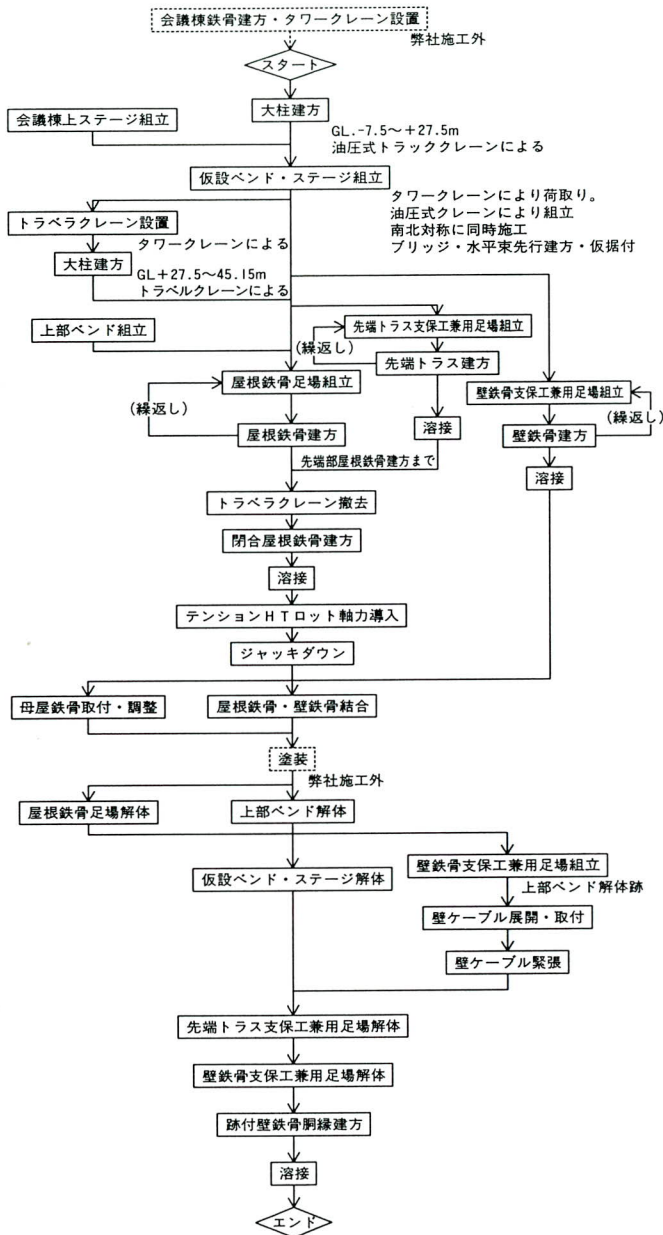 会議棟鉄骨建方・タワークレーン設置
弊社施工外
スタート
大柱建方
会議棟上ステージ組立
GL.-7.5～+27.5m
油圧式トラッククレーンによる
仮設ベンド・ステージ組立
タワークレーンにより荷取り。
油圧式クレーンにより組立
南北対称に同時施工
ブリッジ・水平束先行建方・仮据付
トラベラクレーン設置
タワークレーンによる
大柱建方
GL+27.5～45.15m
トラベルクレーンによる
上部ベンド組立
先端トラス支保工兼用足場組立
(繰返し)
先端トラス建方
屋根鉄骨足場組立
壁鉄骨支保工兼用足場組立
(繰返し)
(繰返し)
屋根鉄骨建方
溶接
壁鉄骨建方
先端部屋根鉄骨建方まで
溶接
トラベラクレーン撤去
閉合屋根鉄骨建方
溶接
テンションHTロット軸力導入
ジャッキダウン
母屋鉄骨取付・調整
屋根鉄骨・壁鉄骨結合
塗装
弊社施工外
屋根鉄骨足場解体
上部ベンド解体
壁鉄骨支保工兼用足場組立
仮設ベンド・ステージ解体
上部ベンド解体跡
壁ケーブル展開・取付
壁ケーブル緊張
先端トラス支保工兼用足場解体
壁鉄骨支保工兼用足場解体
跡付壁鉄骨胴縁建方
溶接
エンド